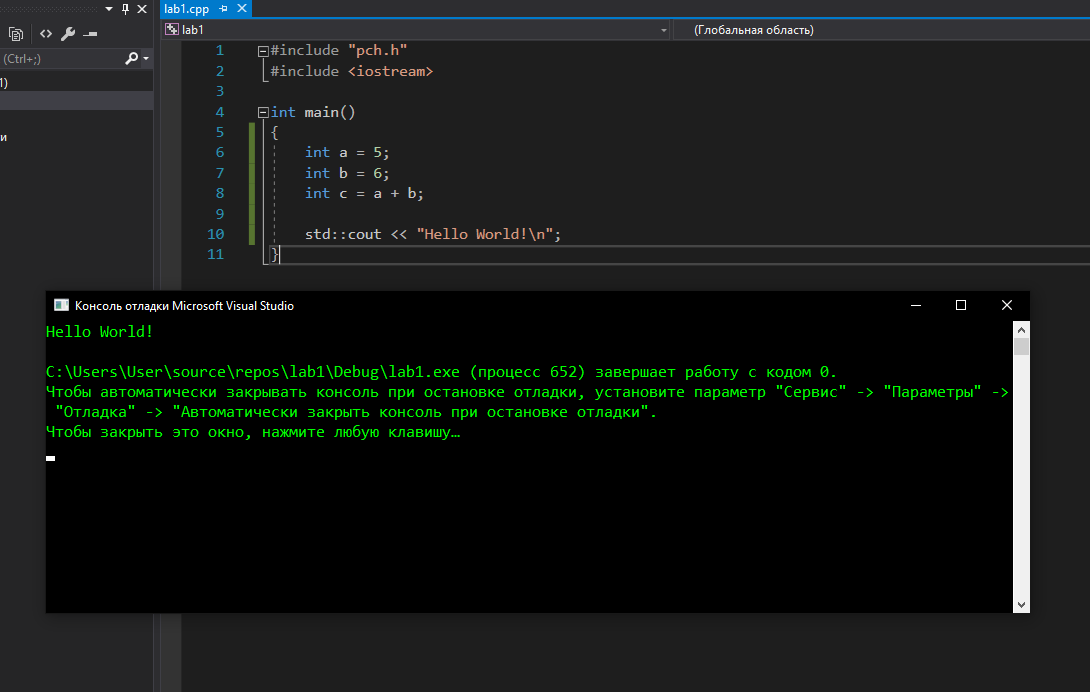 lab1.cpp
lab1
(Глобальная область)
(Ctrl+;)
1)
и
1 #include "pch.h"
2 #include <iostream>
3
4 int main()
5 {
6 int a = 5;
7 int b = 6;
8 int c = a + b;
9
10 std::cout << "Hello World!\n";
11 }
Консоль отладки Microsoft Visual Studio
Hello World!
C:\Users\User\source\repos\lab1\Debug\lab1.exe (процесс 652) завершает работу с кодом 0.
Чтобы автоматически закрывать консоль при остановке отладки, установите параметр "Сервис" -> "Параметры" ->
"Отладка" -> "Автоматически закрыть консоль при остановке отладки".
Чтобы закрыть это окно, нажмите любую клавишу…